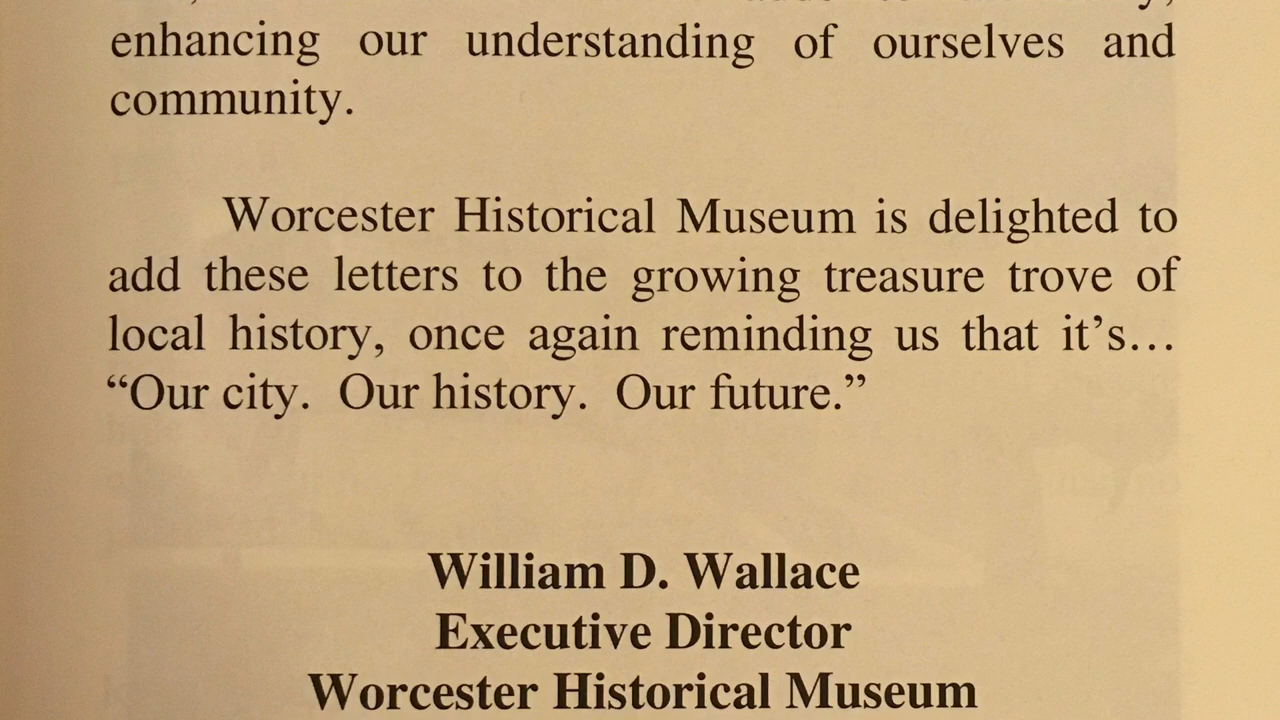 enhancing our understanding of ourselves and
community.
Worcester Historical Museum is delighted to
add these letters to the growing treasure trove of
local history, once again reminding us that it’s…
“Our city.  Our history.  Our future.”
William D. Wallace
Executive Director
Worcester Historical Museum